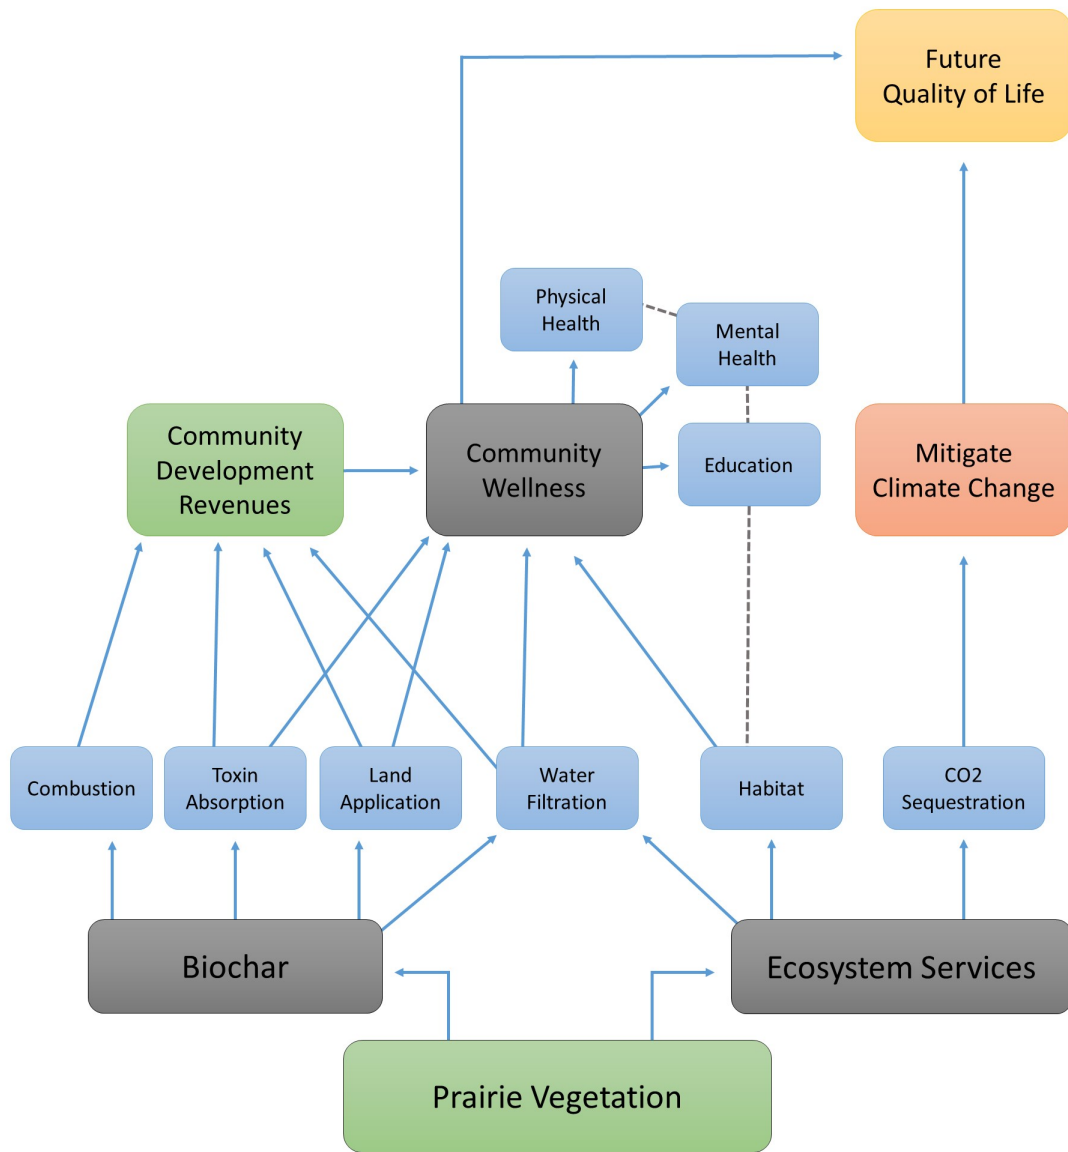 Future
Quality of Life
Physical
Health
Mental
Health
Community
Development
Revenues
Community
Wellness
Education
Mitigate
Climate Change
Combustion
Toxin
Absorption
Land
Application
Water
Filtration
Habitat
CO2
Sequestration
Biochar
Ecosystem Services
Prairie Vegetation